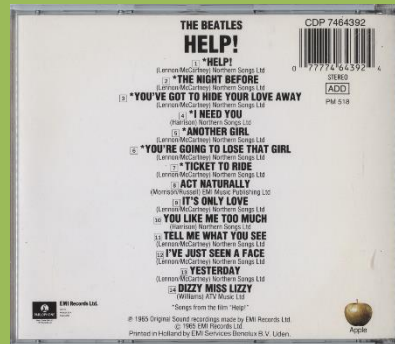 THE BEATLES
HELP!
CDP 7464392
1 *HELP!
(Lennon/McCartney) Northern Songs Ltd
2 *THE NIGHT BEFORE
(Lennon/McCartney) Northern Songs Ltd
3 *YOU'VE GOT TO HIDE YOUR LOVE AWAY
(Lennon/McCartney) Northern Songs Ltd
4 *I NEED YOU
(Harrison) Northern Songs Ltd
5 *ANOTHER GIRL
(Lennon/McCartney) Northern Songs Ltd
6 *YOU'RE GOING TO LOSE THAT GIRL
(Lennon/McCartney) Northern Songs Ltd
7 *TICKET TO RIDE
(Lennon/McCartney) Northern Songs Ltd
8 ACT NATURALLY
(Morrison/Russell) EMI Music Publishing Ltd
9 IT'S ONLY LOVE
(Lennon/McCartney) Northern Songs Ltd
10 YOU LIKE ME TOO MUCH
(Harrison) Northern Songs Ltd
11 TELL ME WHAT YOU SEE
(Lennon/McCartney) Northern Songs Ltd
12 I'VE JUST SEEN A FACE
(Lennon/McCartney) Northern Songs Ltd
13 YESTERDAY
(Lennon/McCartney) Northern Songs Ltd
14 DIZZY MISS LIZZY
(Williams) ATV Music Ltd
*Songs from the film "Help!"
0 77774 64392 4
STEREO
ADD
PM 518
EMI Records Ltd.
℗ 1965 Original Sound recordings made by EMI Records Ltd.
© 1965 EMI Records Ltd.
Printed in Holland by EMI Services Benelux B.V. Uden.
Apple